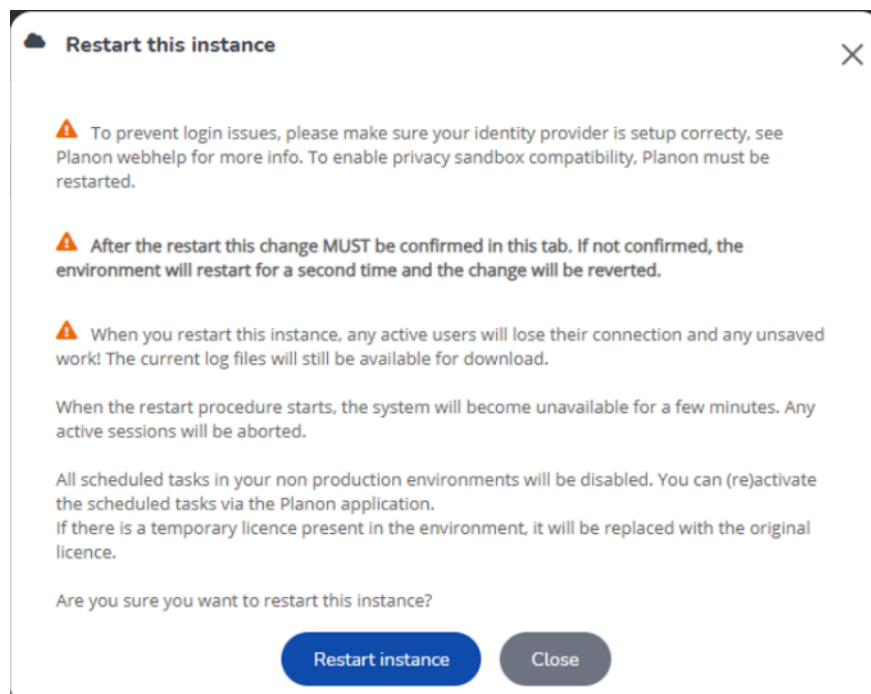 Restart this instance
To prevent login issues, please make sure your identity provider is setup correcty, see
Planon webhelp for more info. To enable privacy sandbox compatibility, Planon must be
restarted.
After the restart this change MUST be confirmed in this tab. If not confirmed, the
environment will restart for a second time and the change will be reverted.
When you restart this instance, any active users will lose their connection and any unsaved
work! The current log files will still be available for download.
When the restart procedure starts, the system will become unavailable for a few minutes. Any
active sessions will be aborted.
All scheduled tasks in your non production environments will be disabled. You can (re)activate
the scheduled tasks via the Planon application.
If there is a temporary licence present in the environment, it will be replaced with the original
licence.
Are you sure you want to restart this instance?
Restart instance
Close